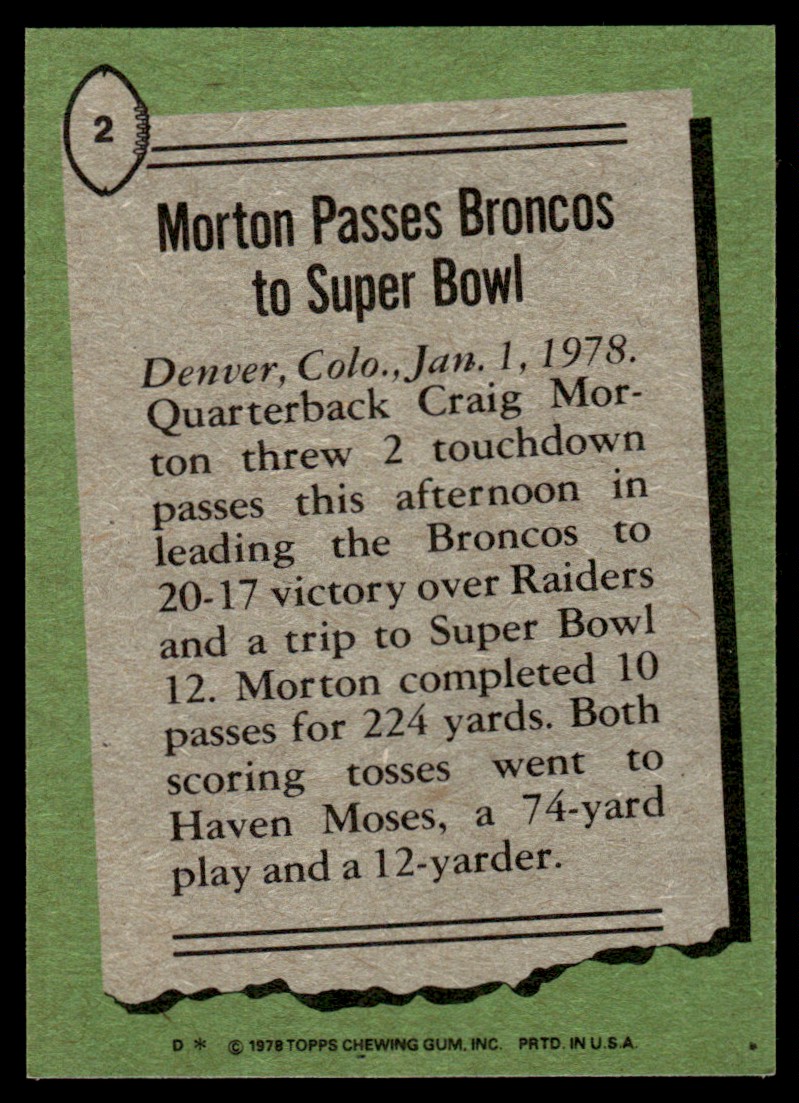 2
Morton Passes Broncos
to Super Bowl
Denver, Colo., Jan. 1, 1978.
Quarterback Craig Mor-
ton threw 2 touchdown
passes this afternoon in
leading the Broncos to
20-17 victory over Raiders
and a trip to Super Bowl
12. Morton completed 10
passes for 224 yards. Both
scoring tosses went to
Haven Moses, a 74-yard
play and a 12-yarder.
D * © 1978 TOPPS CHEWING GUM, INC. PRTD. IN U.S.A.